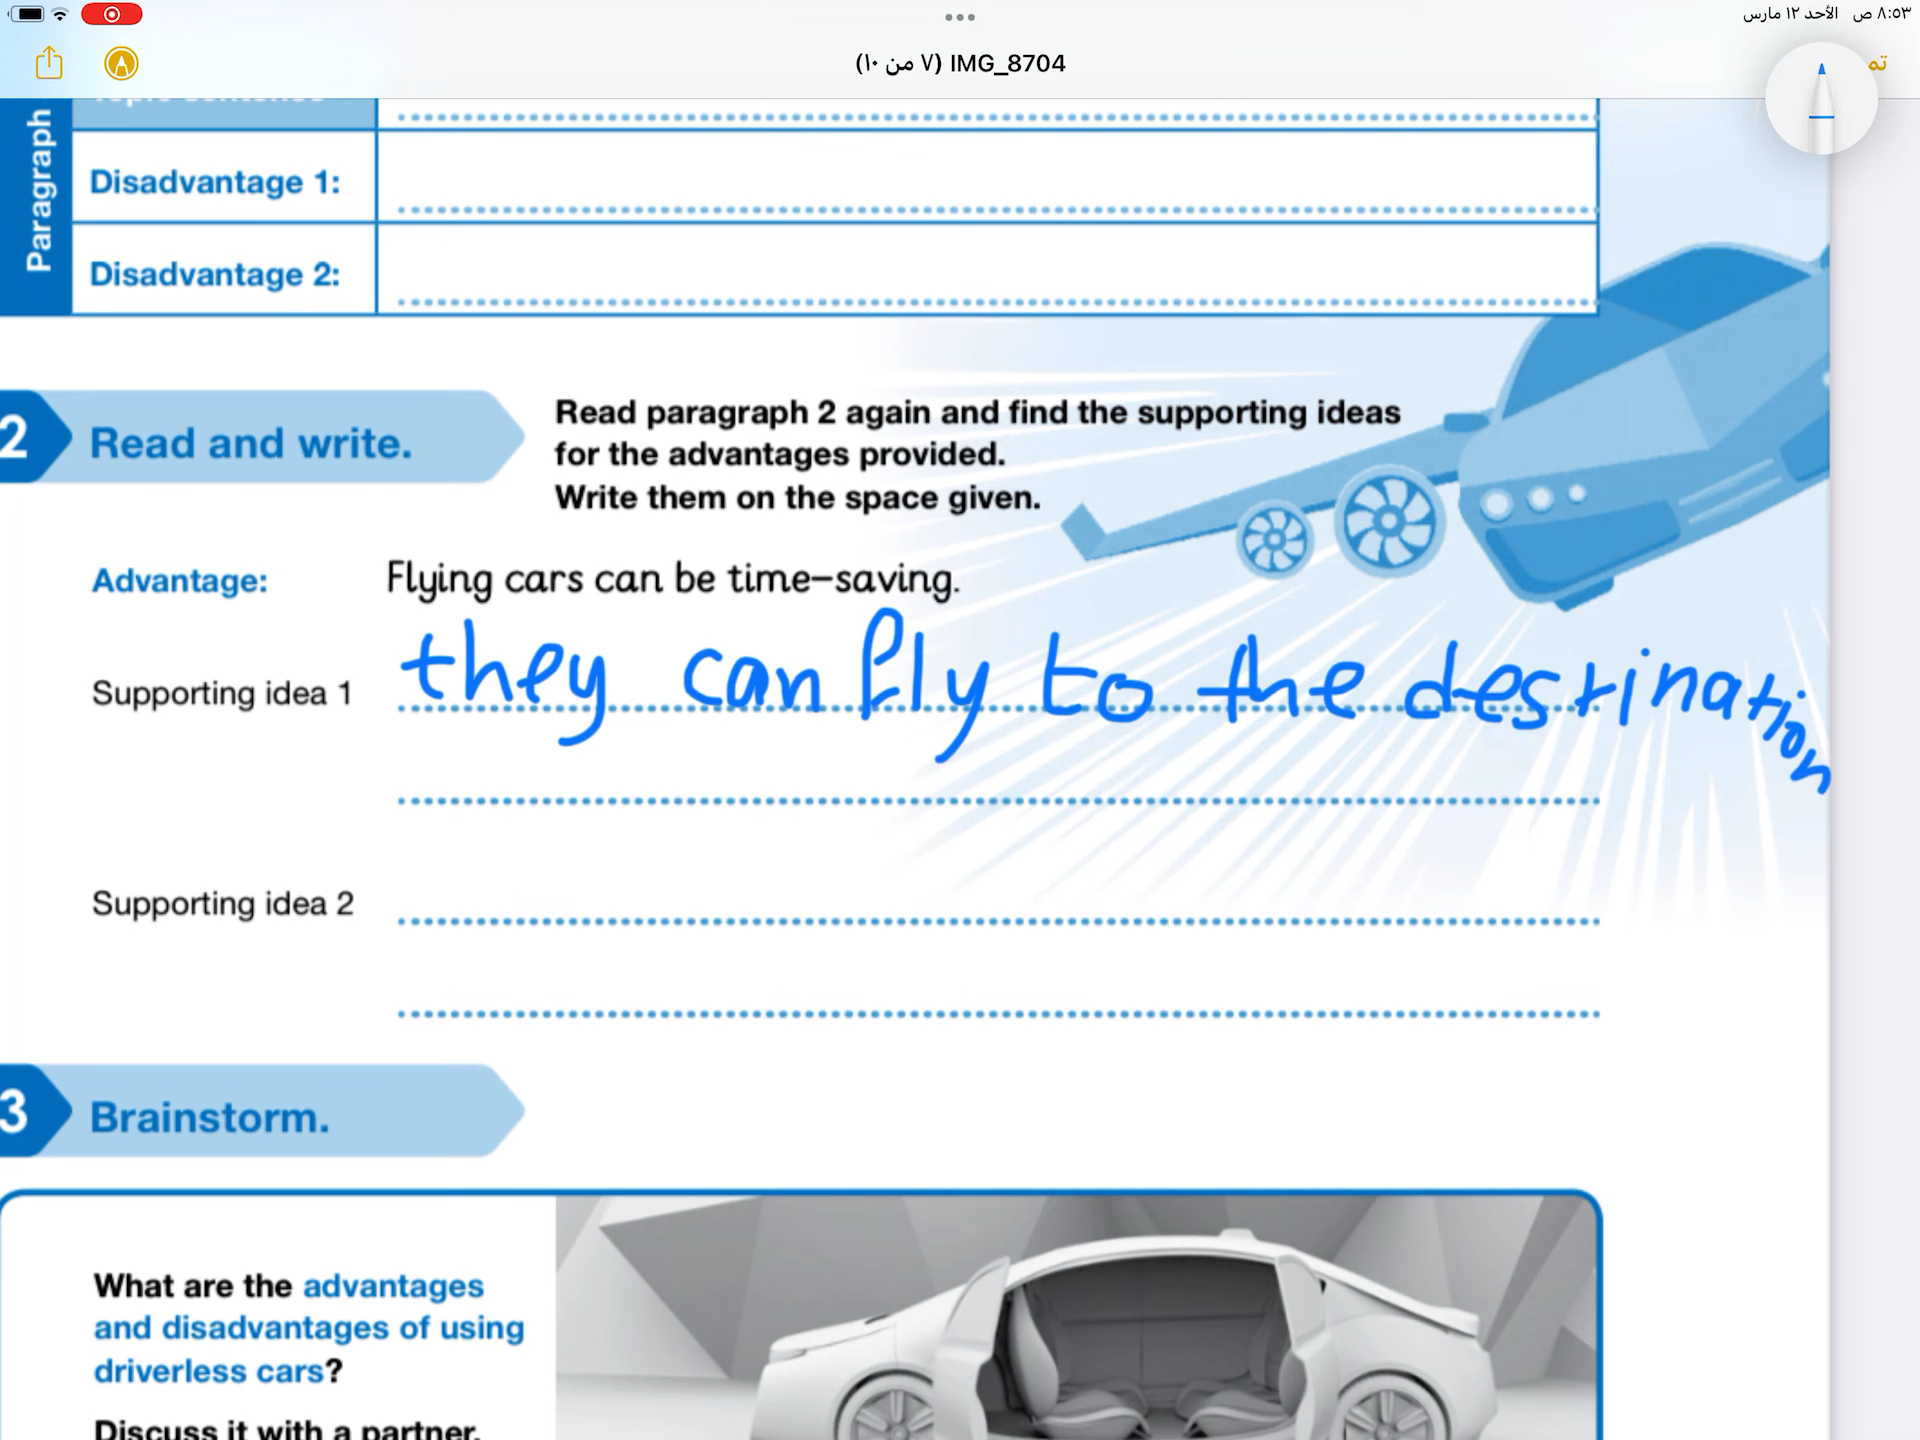 ٨:٥٣ ص الأحد ١٢ مارس
IMG_8704 (٧ من ١٠)
تم
Paragraph
Topic sentence
Disadvantage 1:
Disadvantage 2:
2 Read and write.
Read paragraph 2 again and find the supporting ideas
for the advantages provided.
Write them on the space given.
Advantage: Flying cars can be time-saving.
Supporting idea 1 they can fly to the destination
Supporting idea 2
3 Brainstorm.
What are the advantages
and disadvantages of using
driverless cars?
Discuss it with a partner.